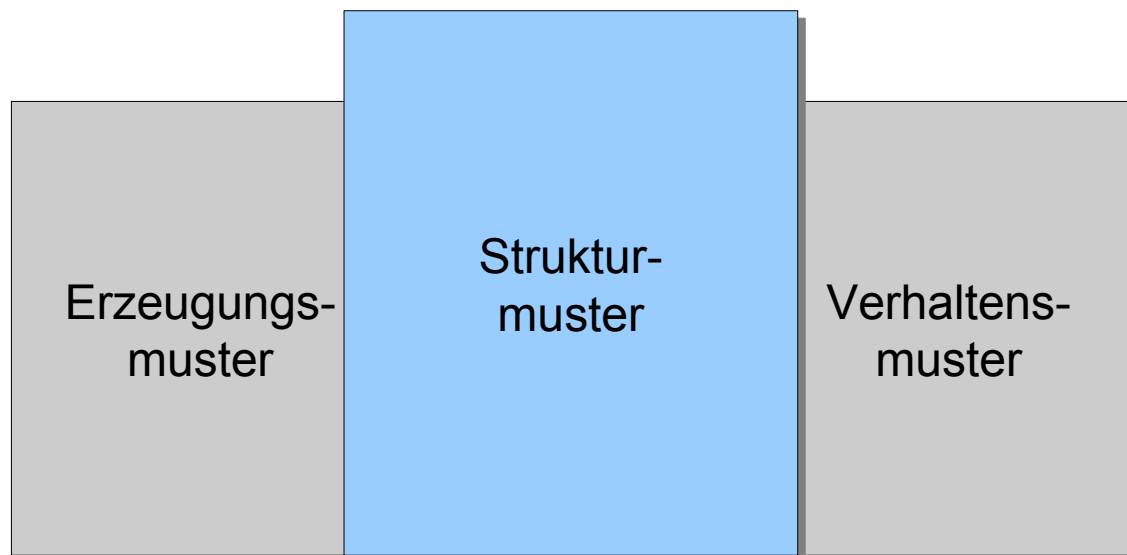 Erzeugungs-
muster
Struktur-
muster
Verhaltens-
muster